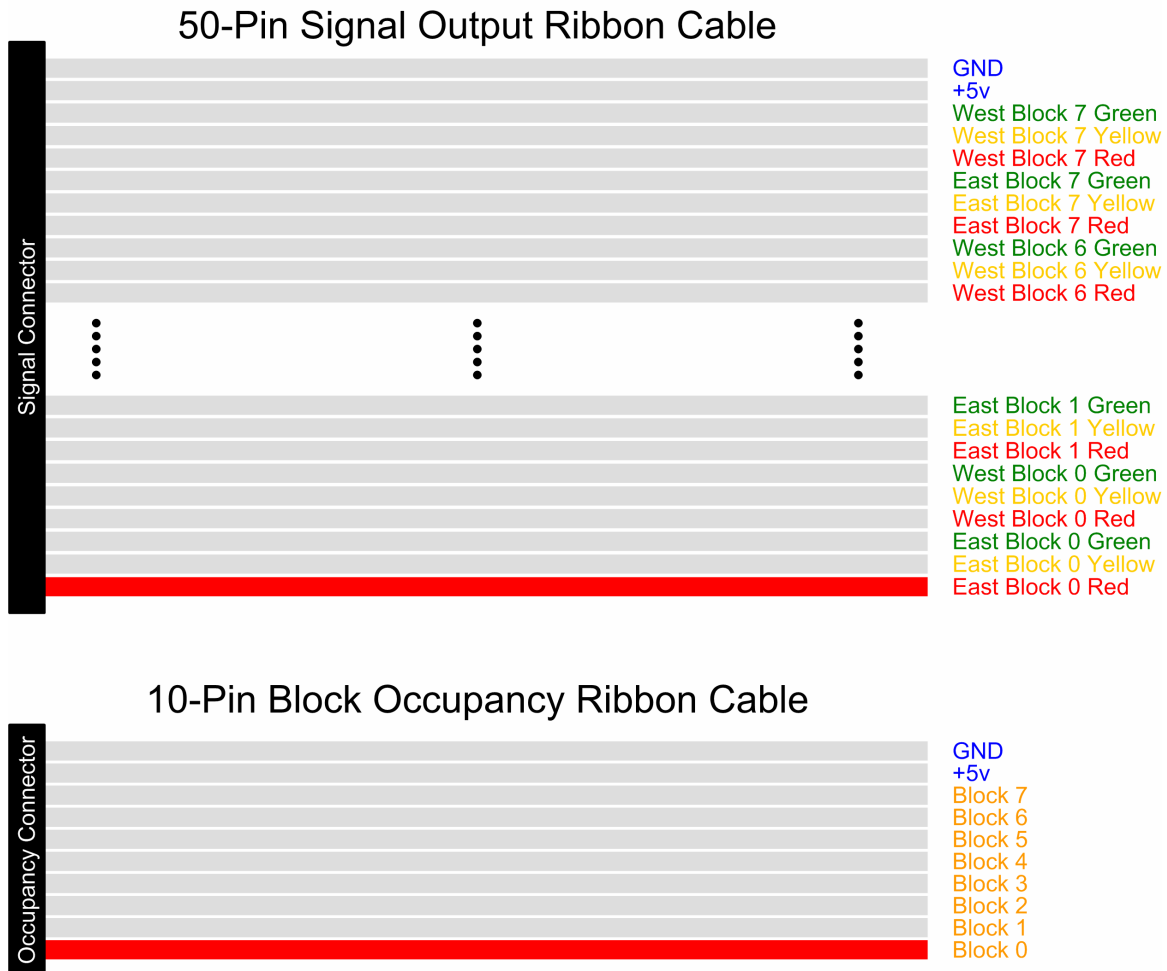 50-Pin Signal Output Ribbon Cable
Signal Connector
GND
+5v
West Block 7 Green
West Block 7 Yellow
West Block 7 Red
East Block 7 Green
East Block 7 Yellow
East Block 7 Red
West Block 6 Green
West Block 6 Yellow
West Block 6 Red
East Block 1 Green
East Block 1 Yellow
East Block 1 Red
West Block 0 Green
West Block 0 Yellow
West Block 0 Red
East Block 0 Green
East Block 0 Yellow
East Block 0 Red
10-Pin Block Occupancy Ribbon Cable
Occupancy Connector
GND
+5v
Block 7
Block 6
Block 5
Block 4
Block 3
Block 2
Block 1
Block 0